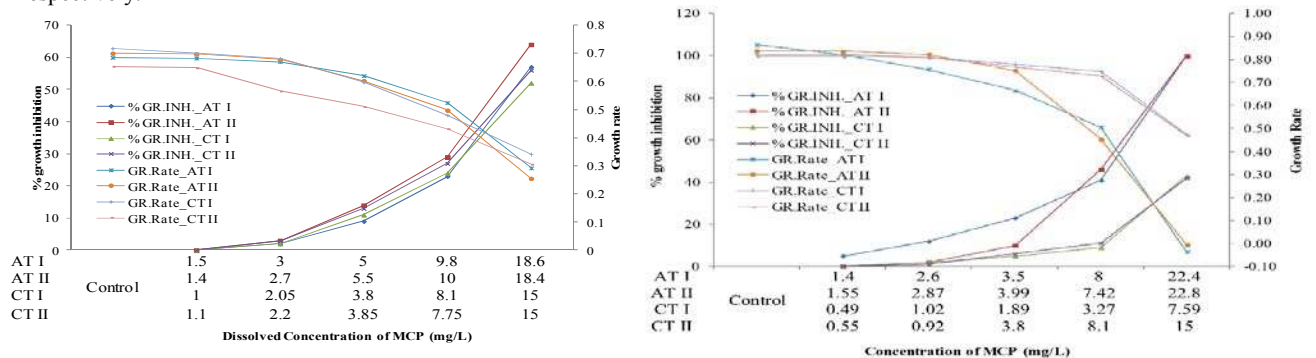 respectively.
70
60
50
40
30
20
10
0
% growth inhibition
% GR.INH._AT I
% GR.INH._AT II
% GR.INH._CT I
% GR.INH._CT II
GR.Rate_AT I
GR.Rate_AT II
GR.Rate_CT I
GR.Rate_CT II
0.8
0.7
0.6
0.5
0.4
0.3
0.2
0.1
0
Growth rate
Control
AT I 1.5 3 5 9.8 18.6
AT II 1.4 2.7 5.5 10 18.4
CT I 1 2.05 3.8 8.1 15
CT II 1.1 2.2 3.85 7.75 15
Dissolved Concentration of MCP (mg/L)
120
100
80
60
40
20
0
% growth inhibition
% GR.INH._AT I
% GR.INH._AT II
% GR.INH._CT I
% GR.INH._CT II
GR.Rate_AT I
GR.Rate_AT II
GR.Rate_CT I
GR.Rate_CT II
1.00
0.90
0.80
0.70
0.60
0.50
0.40
0.30
0.20
0.10
0.00
-0.10
Growth Rate
Control
AT I 1.4 2.6 3.5 8 22.4
AT II 1.55 2.87 3.99 7.42 22.8
CT I 0.49 1.02 1.89 3.27 7.59
CT II 0.55 0.92 3.8 8.1 15
Concentration of MCP (mg/L)